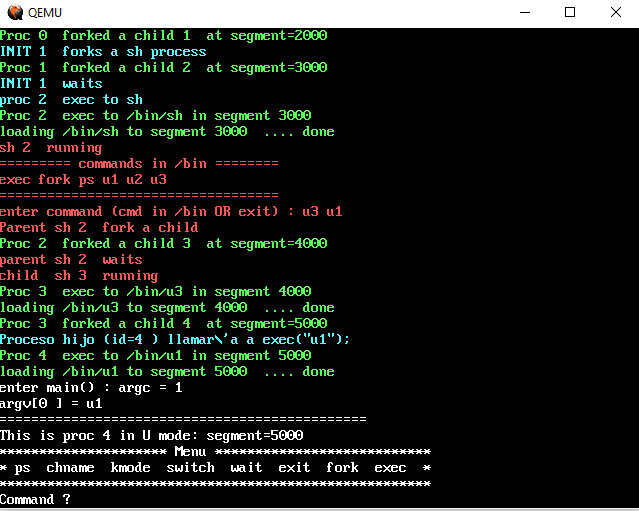 QEMU
Proc 0  forked a child 1  at segment=2000
INIT 1  forks a sh process
Proc 1  forked a child 2  at segment=3000
INIT 1  waits
proc 2  exec to sh
Proc 2  exec to /bin/sh in segment 3000
loading /bin/sh to segment 3000  .... done
sh 2  running
========= commands in /bin ========
exec fork ps u1 u2 u3
===================================
enter command (cmd in /bin OR exit) : u3 u1
Parent sh 2  fork a child
Proc 2  forked a child 3  at segment=4000
parent sh 2  waits
child  sh 3  running
Proc 3  exec to /bin/u3 in segment 4000
loading /bin/u3 to segment 4000  .... done
Proc 3  forked a child 4  at segment=5000
Proceso hijo (id=4 ) llamar\'a a exec("u1");
Proc 4  exec to /bin/u1 in segment 5000
loading /bin/u1 to segment 5000  .... done
enter main() : argc = 1
argv[0 ] = u1
==============================================
This is proc 4 in U mode: segment=5000
********************* Menu ***************************
* ps  chname  kmode  switch  wait  exit  fork  exec  *
******************************************************
Command ?